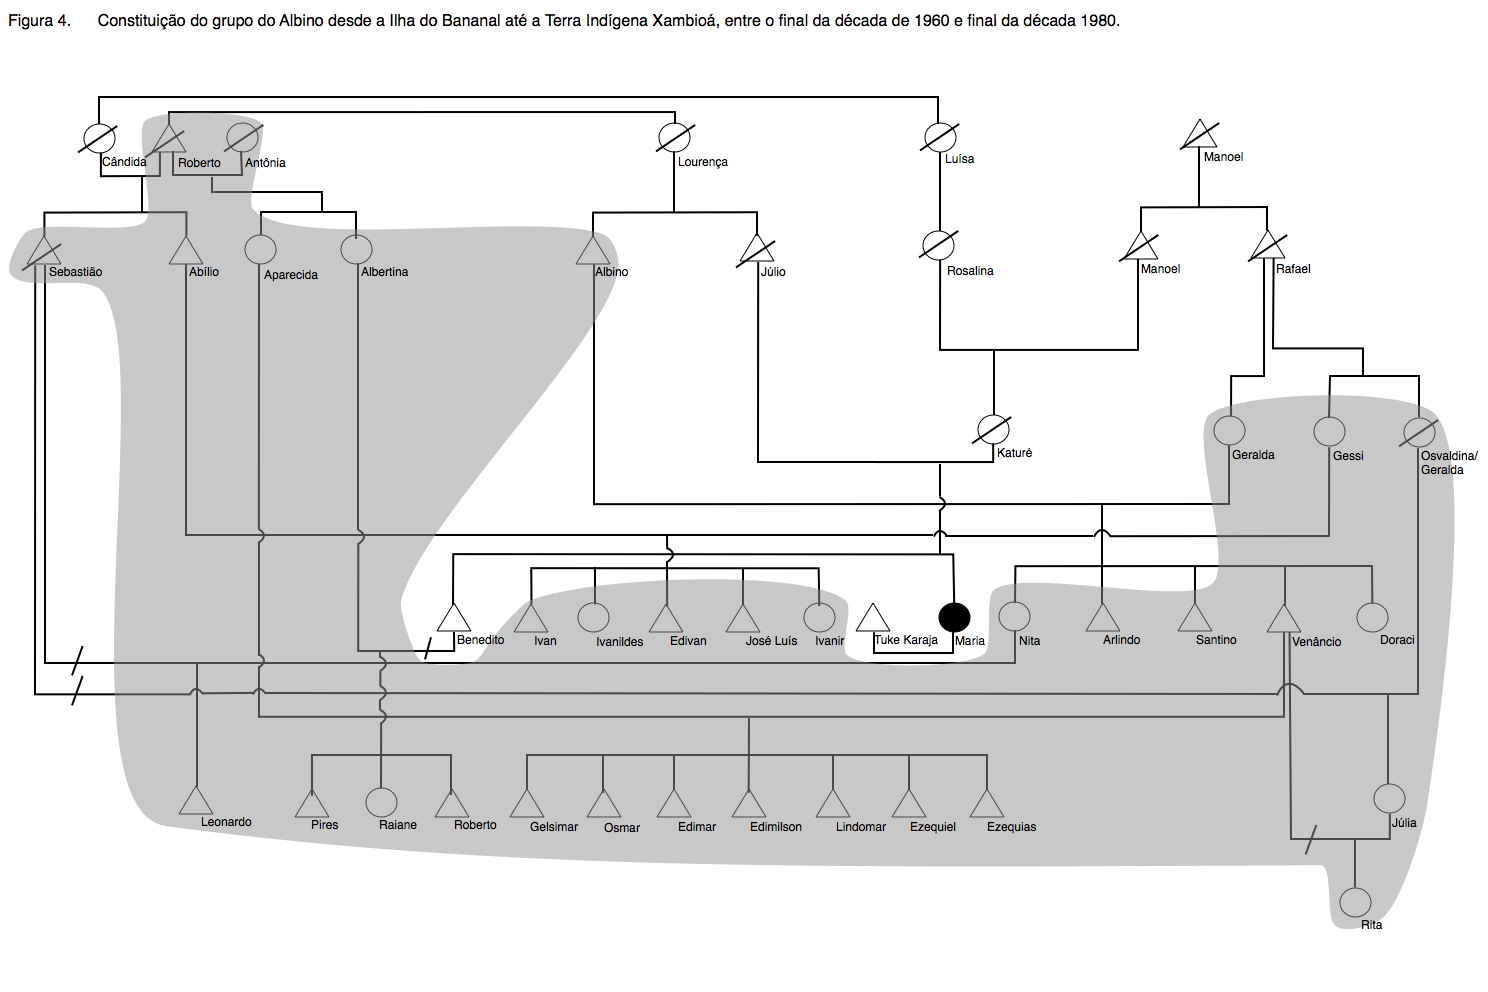 Figura 4. Constituição do grupo do Albino desde a Ilha do Bananal até a Terra Indígena Xambioá, entre o final da década de 1960 e final da década 1980.
Cândida
Roberto
Antônia
Lourença
Luísa
Manoel
Sebastião
Abílio
Aparecida
Albertina
Albino
Júlio
Rosalina
Manoel
Rafael
Katuré
Geralda
Gessi
Osvaldina/
Geralda
Benedito
Ivan
Ivanildes
Edivan
José Luís
Ivanir
Tuke Karaja
Maria
Nita
Arlindo
Santino
Venâncio
Doraci
Leonardo
Pires
Raiane
Roberto
Gelsimar
Osmar
Edimar
Edimilson
Lindomar
Ezequiel
Ezequias
Júlia
Rita